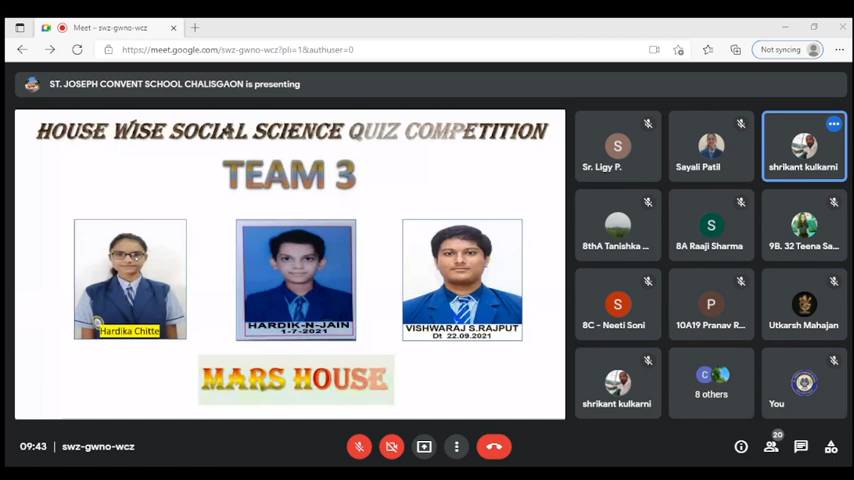 Meet – swz-gwno-wcz
https://meet.google.com/swz-gwno-wcz?pli=1&authuser=0
Not syncing
ST. JOSEPH CONVENT SCHOOL CHALISGAON is presenting
HOUSE WISE SOCIAL SCIENCE QUIZ COMPETITION
TEAM 3
Hardika Chitte
HARDIK-N-JAIN
1-7-2021
VISHWARAJ S.RAJPUT
Dt 22.09.2021
MARS HOUSE
S
Sr. Ligy P.
Sayali Patil
shrikant kulkarni
8thA Tanishka ...
S
8A Raaji Sharma
9B. 32 Teena Sa...
S
8C - Neeti Soni
P
10A19 Pranav R...
Utkarsh Mahajan
shrikant kulkarni
C
8 others
You
09:43 | swz-gwno-wcz
20